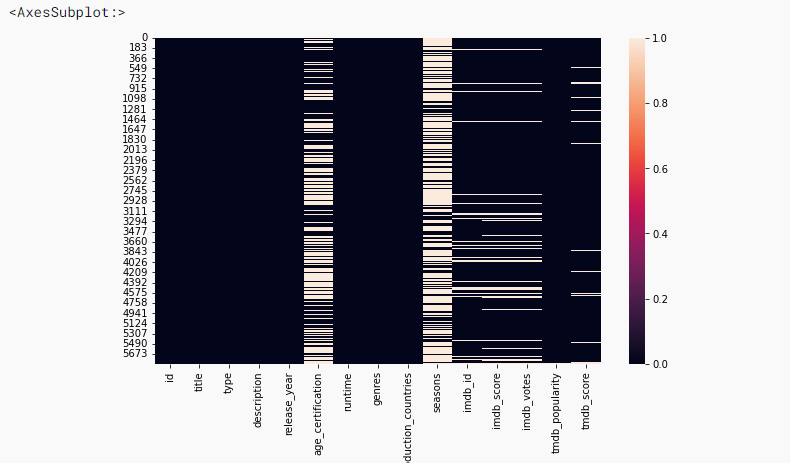 <AxesSubplot:>
0
183
366
549
732
915
1098
1281
1464
1647
1830
2013
2196
2379
2562
2745
2928
3111
3294
3477
3660
3843
4026
4209
4392
4575
4758
4941
5124
5307
5490
5673
1.0
0.8
0.6
0.4
0.2
0.0
id
title
type
description
release_year
age_certification
runtime
genres
duction_countries
seasons
imdb_id
imdb_score
imdb_votes
tmdb_popularity
tmdb_score